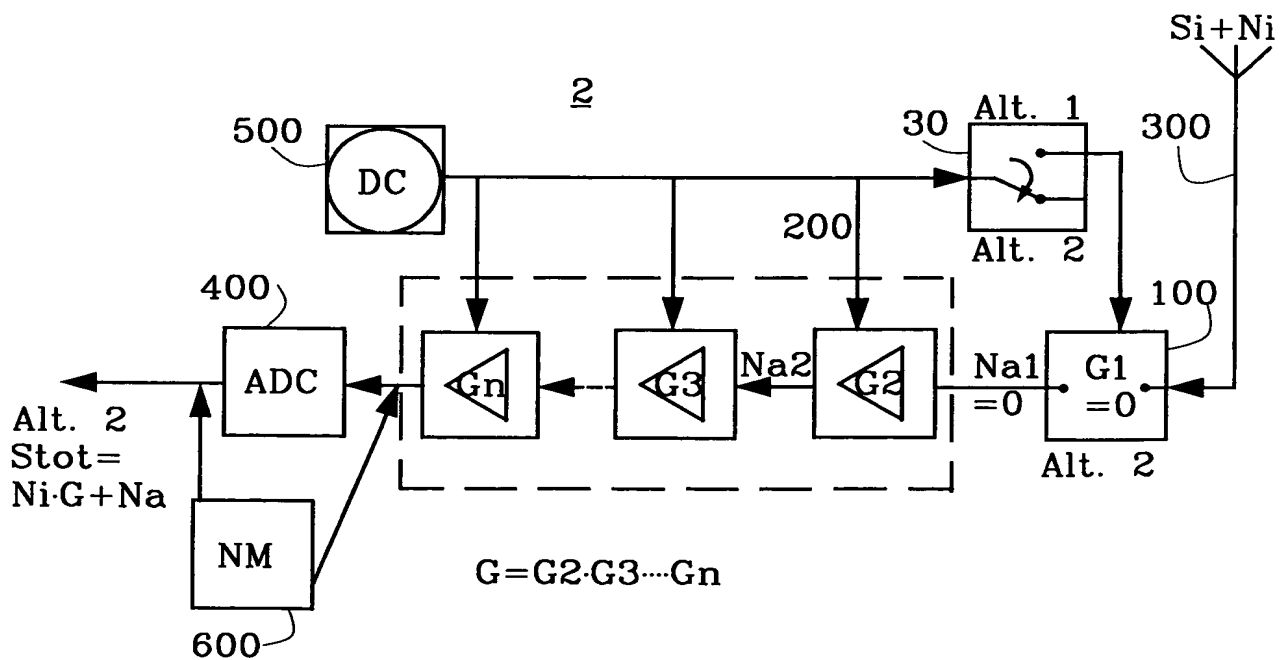 Si+Ni
2
Alt. 1
500
30
300
DC
200
Alt. 2
400
100
ADC
Gn
G3
Na2
G2
Na1
=0
G1
=0
Alt. 2
Stot=
Ni·G+Na
Alt. 2
NM
G=G2·G3····Gn
600